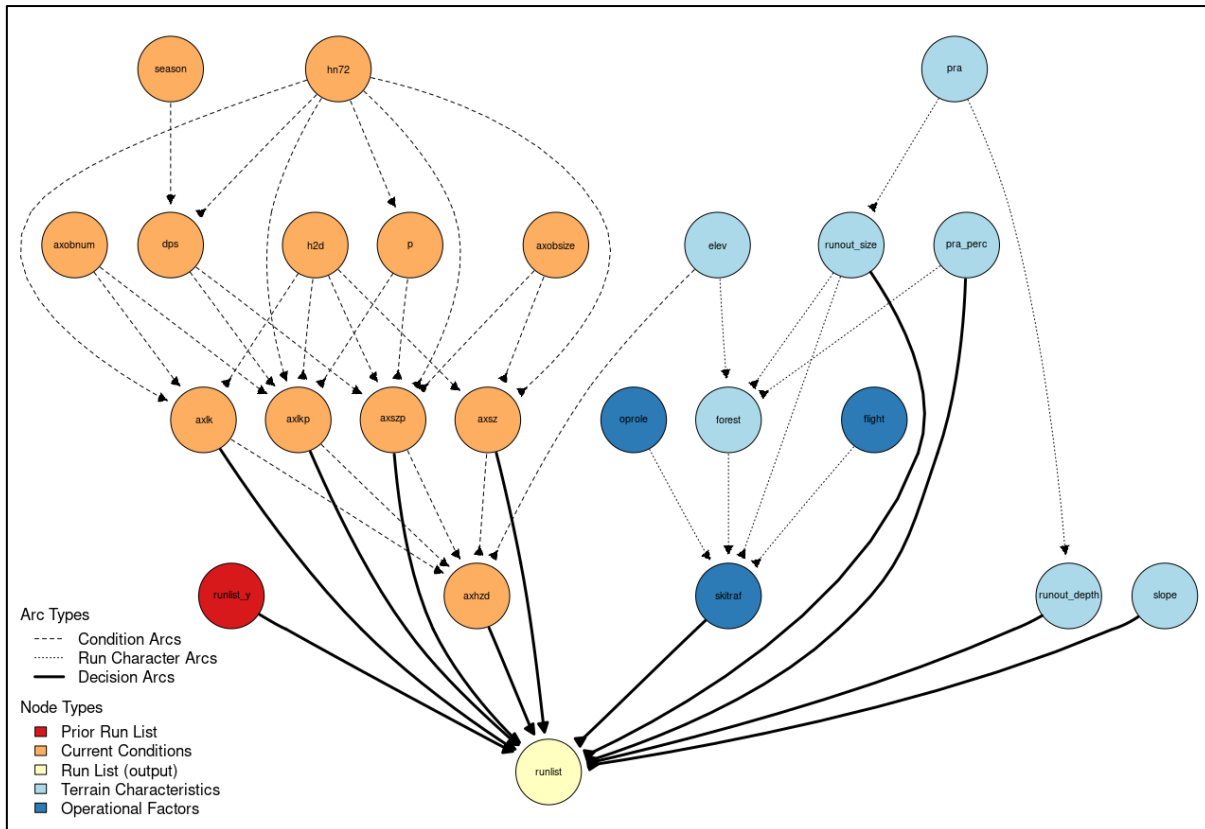 season
hn72
pra
axobnum
dps
h2d
p
axobsize
elev
runout_size
pra_perc
axlk
axlkp
axszp
axsz
oprole
forest
flight
runlist_y
axhzd
skitraf
runout_depth
slope
runlist
Arc Types
Condition Arcs
Run Character Arcs
Decision Arcs
Node Types
Prior Run List
Current Conditions
Run List (output)
Terrain Characteristics
Operational Factors